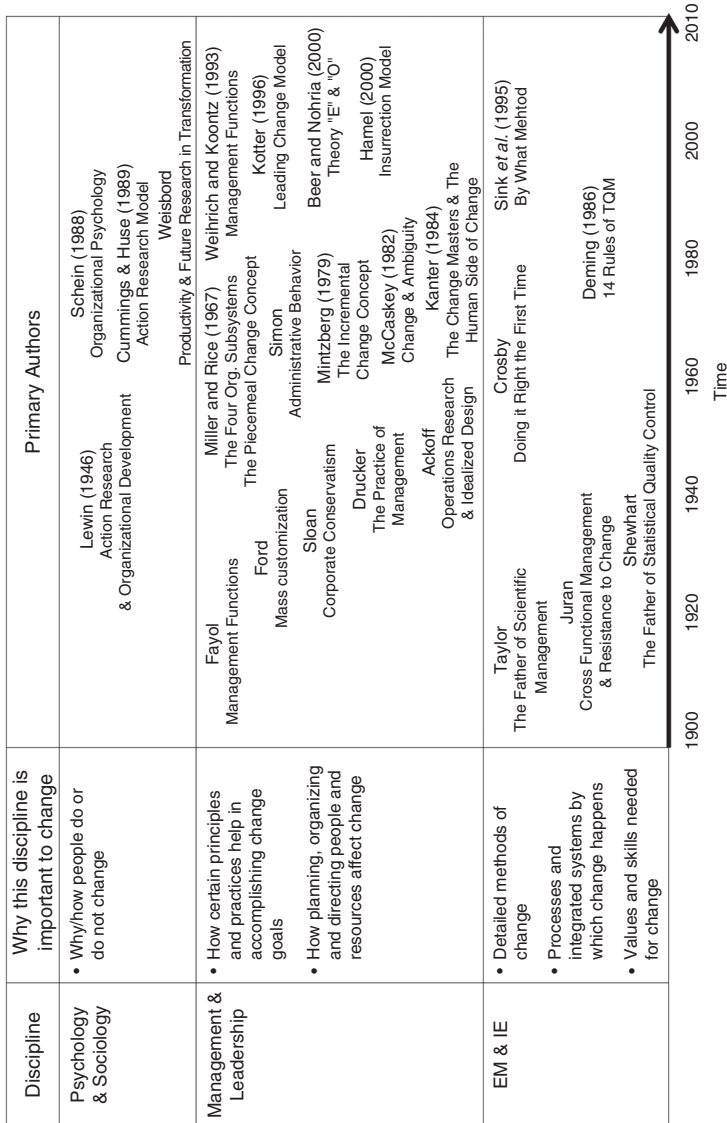 Discipline
Why this discipline is
important to change
Primary Authors
Psychology
& Sociology
• Why/how people do or
do not change
Lewin (1946)
Action Research
& Organizational Development
Schein (1988)
Organizational Psychology
Cummings & Huse (1989)
Action Research Model
Weisbord
Productivity & Future Research in Transformation
Management &
Leadership
• How certain principles
and practices help in
accomplishing change
goals
• How planning, organizing
and directing people and
resources affect change
Fayol
Management Functions
Ford
Mass customization
Sloan
Corporate Conservatism
Drucker
The Practice of
Management
Ackoff
Operations Research
& Idealized Design
Miller and Rice (1967)
The Four Org. Subsystems
The Piecemeal Change Concept
Simon
Administrative Behavior
Mintzberg (1979)
The Incremental
Change Concept
McCaskey (1982)
Change & Ambiguity
Kanter (1984)
The Change Masters & The
Human Side of Change
Weihrich and Koontz (1993)
Management Functions
Kotter (1996)
Leading Change Model
Beer and Nohria (2000)
Theory "E" & "O"
Hamel (2000)
Insurrection Model
EM & IE
• Detailed methods of
change
• Processes and
integrated systems by
which change happens
• Values and skills needed
for change
Taylor
The Father of Scientific
Management
Juran
Cross Functional Management
& Resistance to Change
Shewhart
The Father of Statistical Quality Control
Crosby
Doing it Right the First Time
Deming (1986)
14 Rules of TQM
Sink et al. (1995)
By What Mehtod
1900 1920 1940 1960 1980 2000 2010
Time